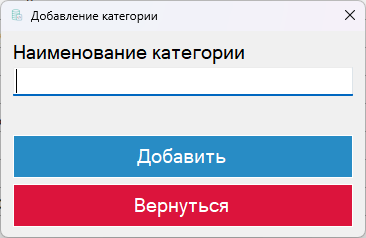 Добавление категории
Наименование категории
Добавить
Вернуться